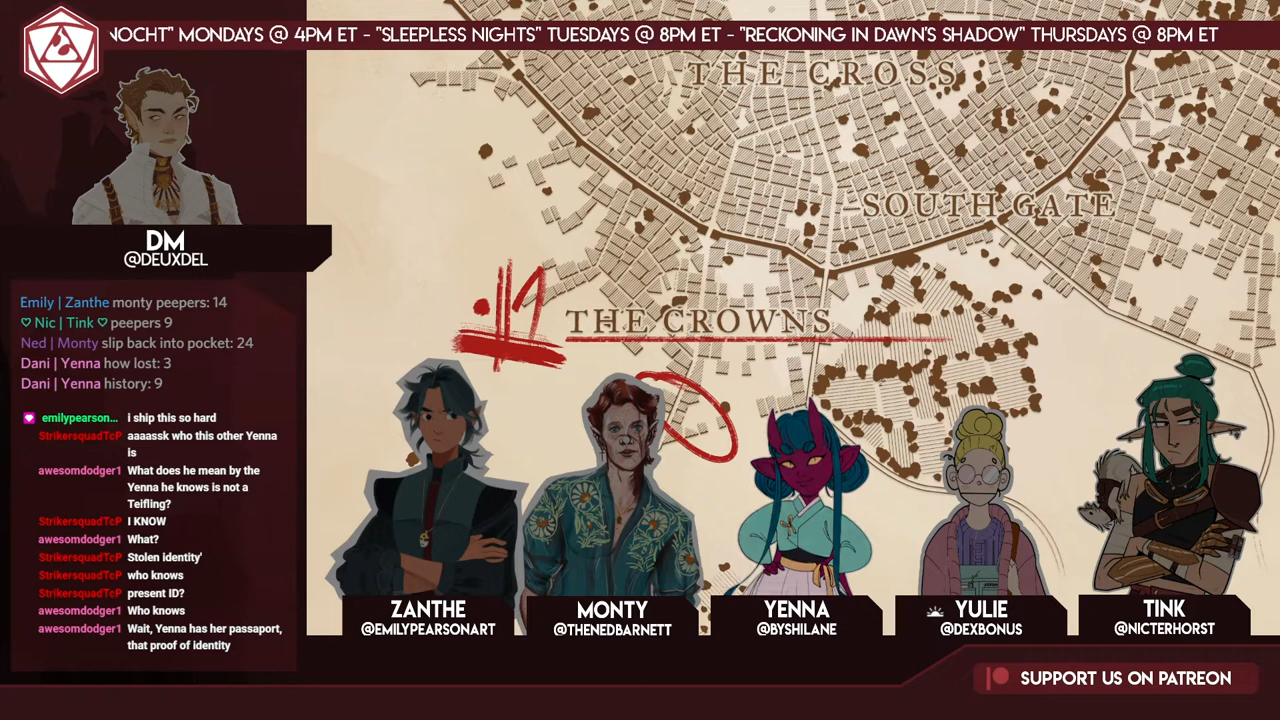 NOCHT" MONDAYS @ 4PM ET - "SLEEPLESS NIGHTS" TUESDAYS @ 8PM ET - "RECKONING IN DAWN'S SHADOW" THURSDAYS @ 8PM ET
THE CROSS
SOUTH GATE
THE CROWNS
DM
@DEUXDEL
Emily | Zanthe monty peepers: 14
♡ Nic | Tink ♡ peepers 9
Ned | Monty slip back into pocket: 24
Dani | Yenna how lost: 3
Dani | Yenna history: 9
emilypearson... i ship this so hard
StrikersquadTcP aaaassk who this other Yenna
is
awesomdodger1 What does he mean by the
Yenna he knows is not a
Teifling?
StrikersquadTcP I KNOW
awesomdodger1 What?
StrikersquadTcP Stolen identity'
StrikersquadTcP who knows
StrikersquadTcP present ID?
awesomdodger1 Who knows
awesomdodger1 Wait, Yenna has her passaport,
that proof of identity
ZANTHE
@EMILYPEARSONART
MONTY
@THENEDBARNETT
YENNA
@BYSHILANE
YULIE
@DEXBONUS
TINK
@NICTERHORST
SUPPORT US ON PATREON